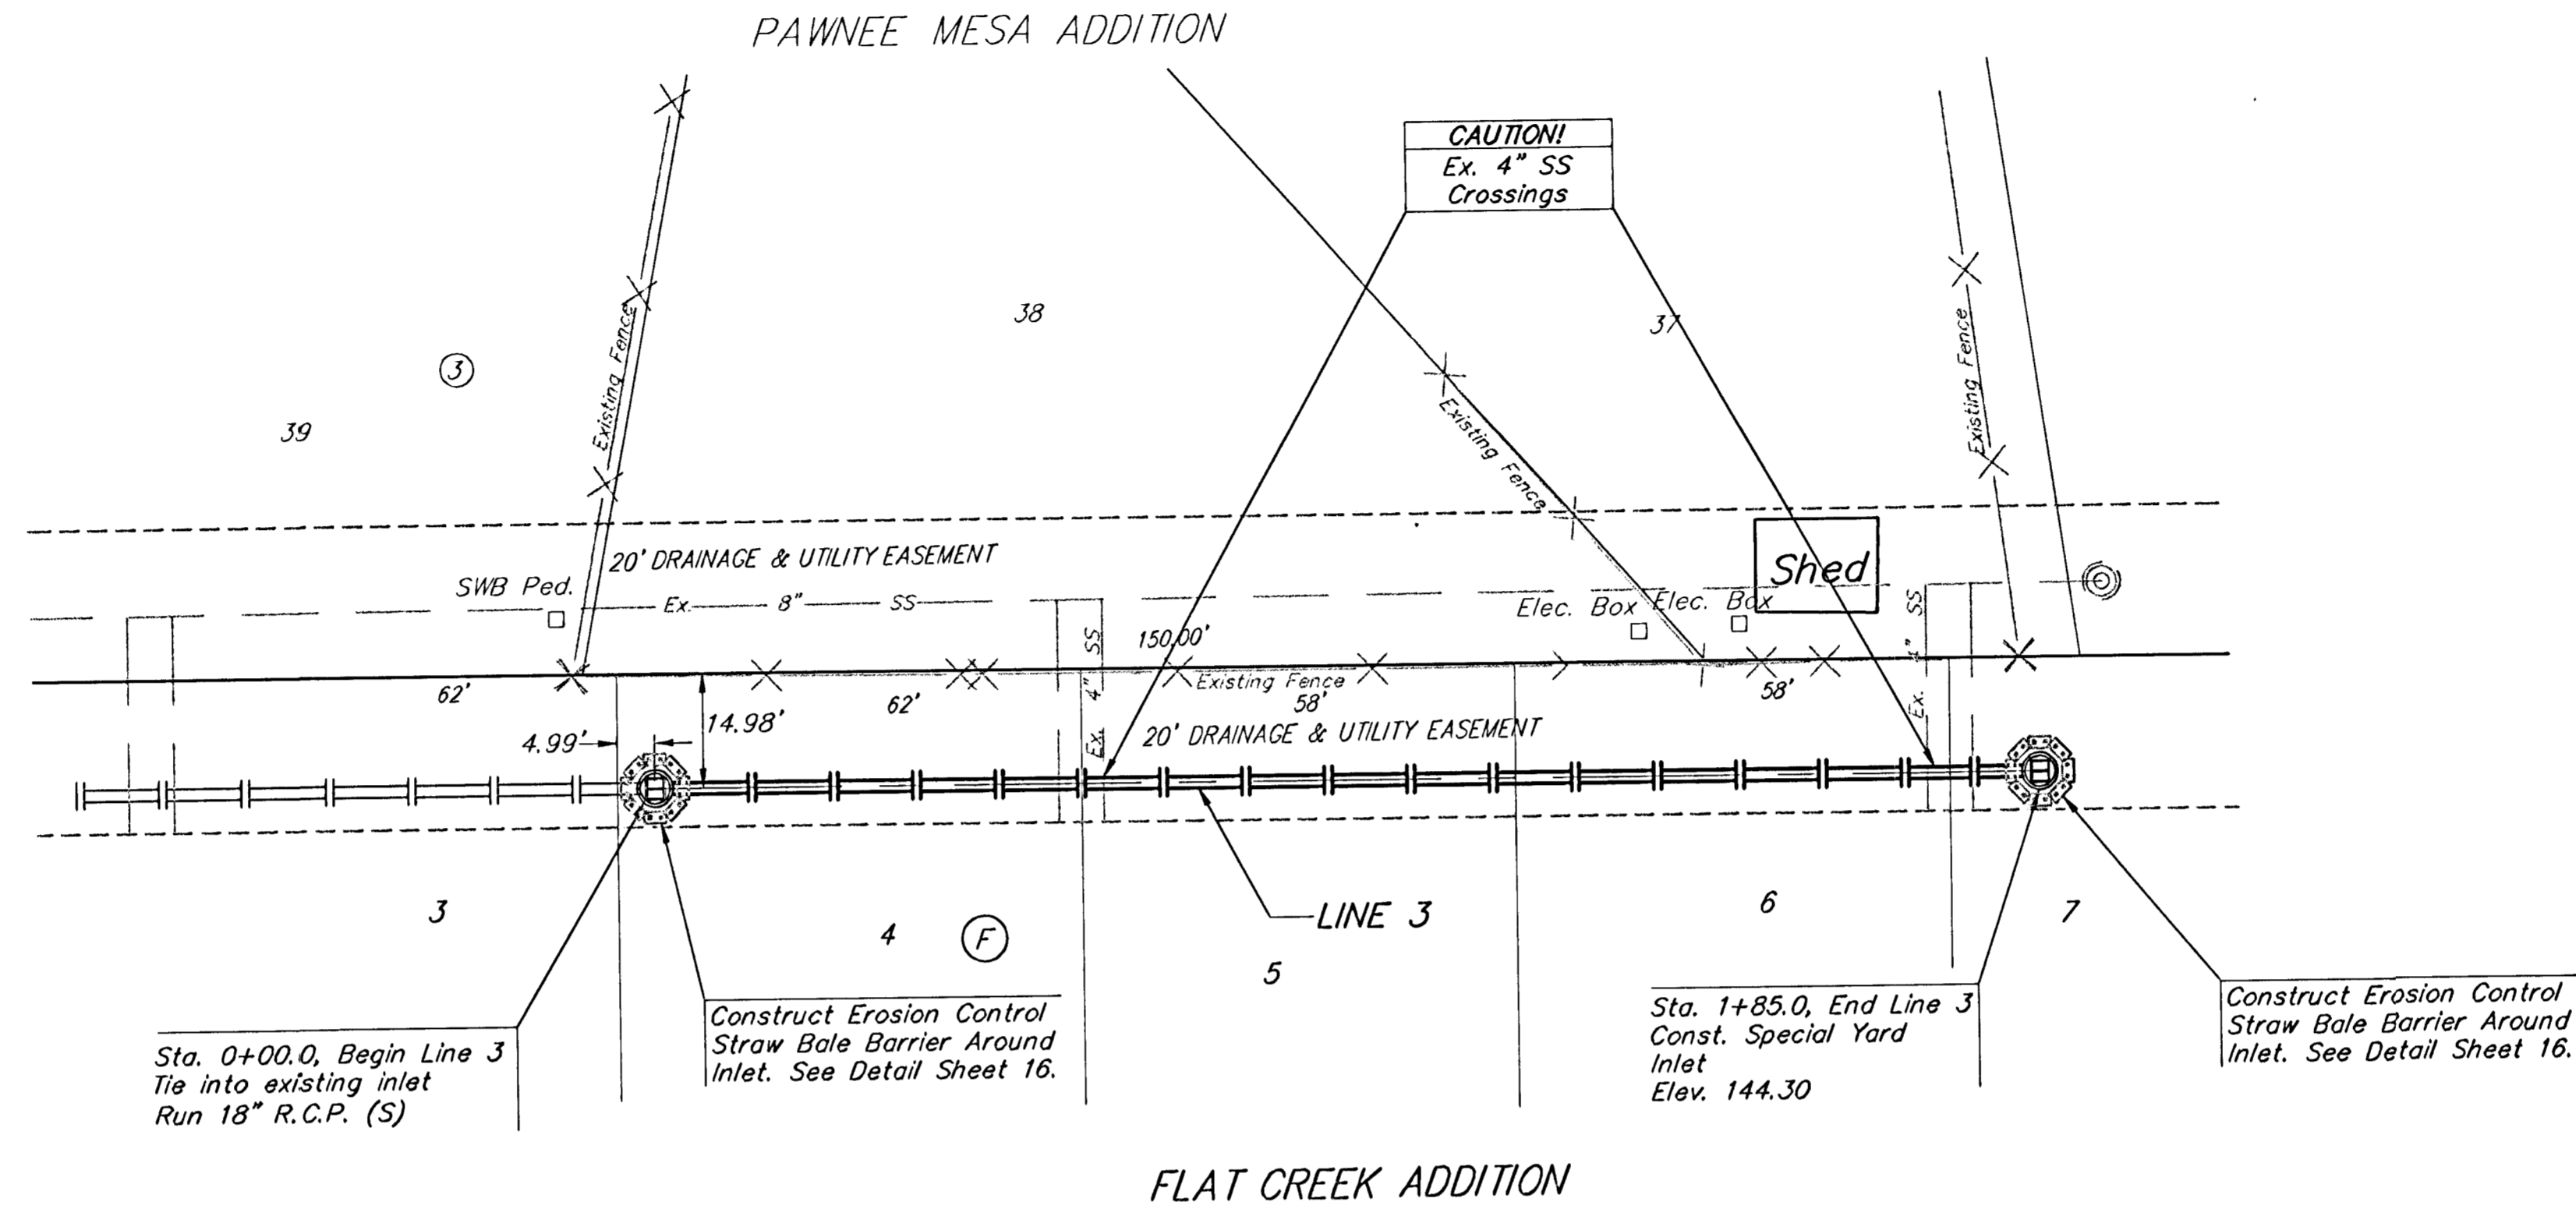 PAWNEE MESA ADDITION
CAUTION!
Ex. 4" SS
Crossings
38
37
3
39
Existing Fence
Existing Fence
Existing Fence
20' DRAINAGE & UTILITY EASEMENT
Shed
SWB Ped.
Ex. 8" SS
Elec. Box
Elec. Box
150.00'
Ex. 4" SS
Ex. 4" SS
62'
62'
Existing Fence
58'
58'
14.98'
4.99'
20' DRAINAGE & UTILITY EASEMENT
3
4
F
5
LINE 3
6
7
Sta. 0+00.0, Begin Line 3
Tie into existing inlet
Run 18" R.C.P. (S)
Construct Erosion Control
Straw Bale Barrier Around
Inlet. See Detail Sheet 16.
Sta. 1+85.0, End Line 3
Const. Special Yard
Inlet
Elev. 144.30
Construct Erosion Control
Straw Bale Barrier Around
Inlet. See Detail Sheet 16.
FLAT CREEK ADDITION